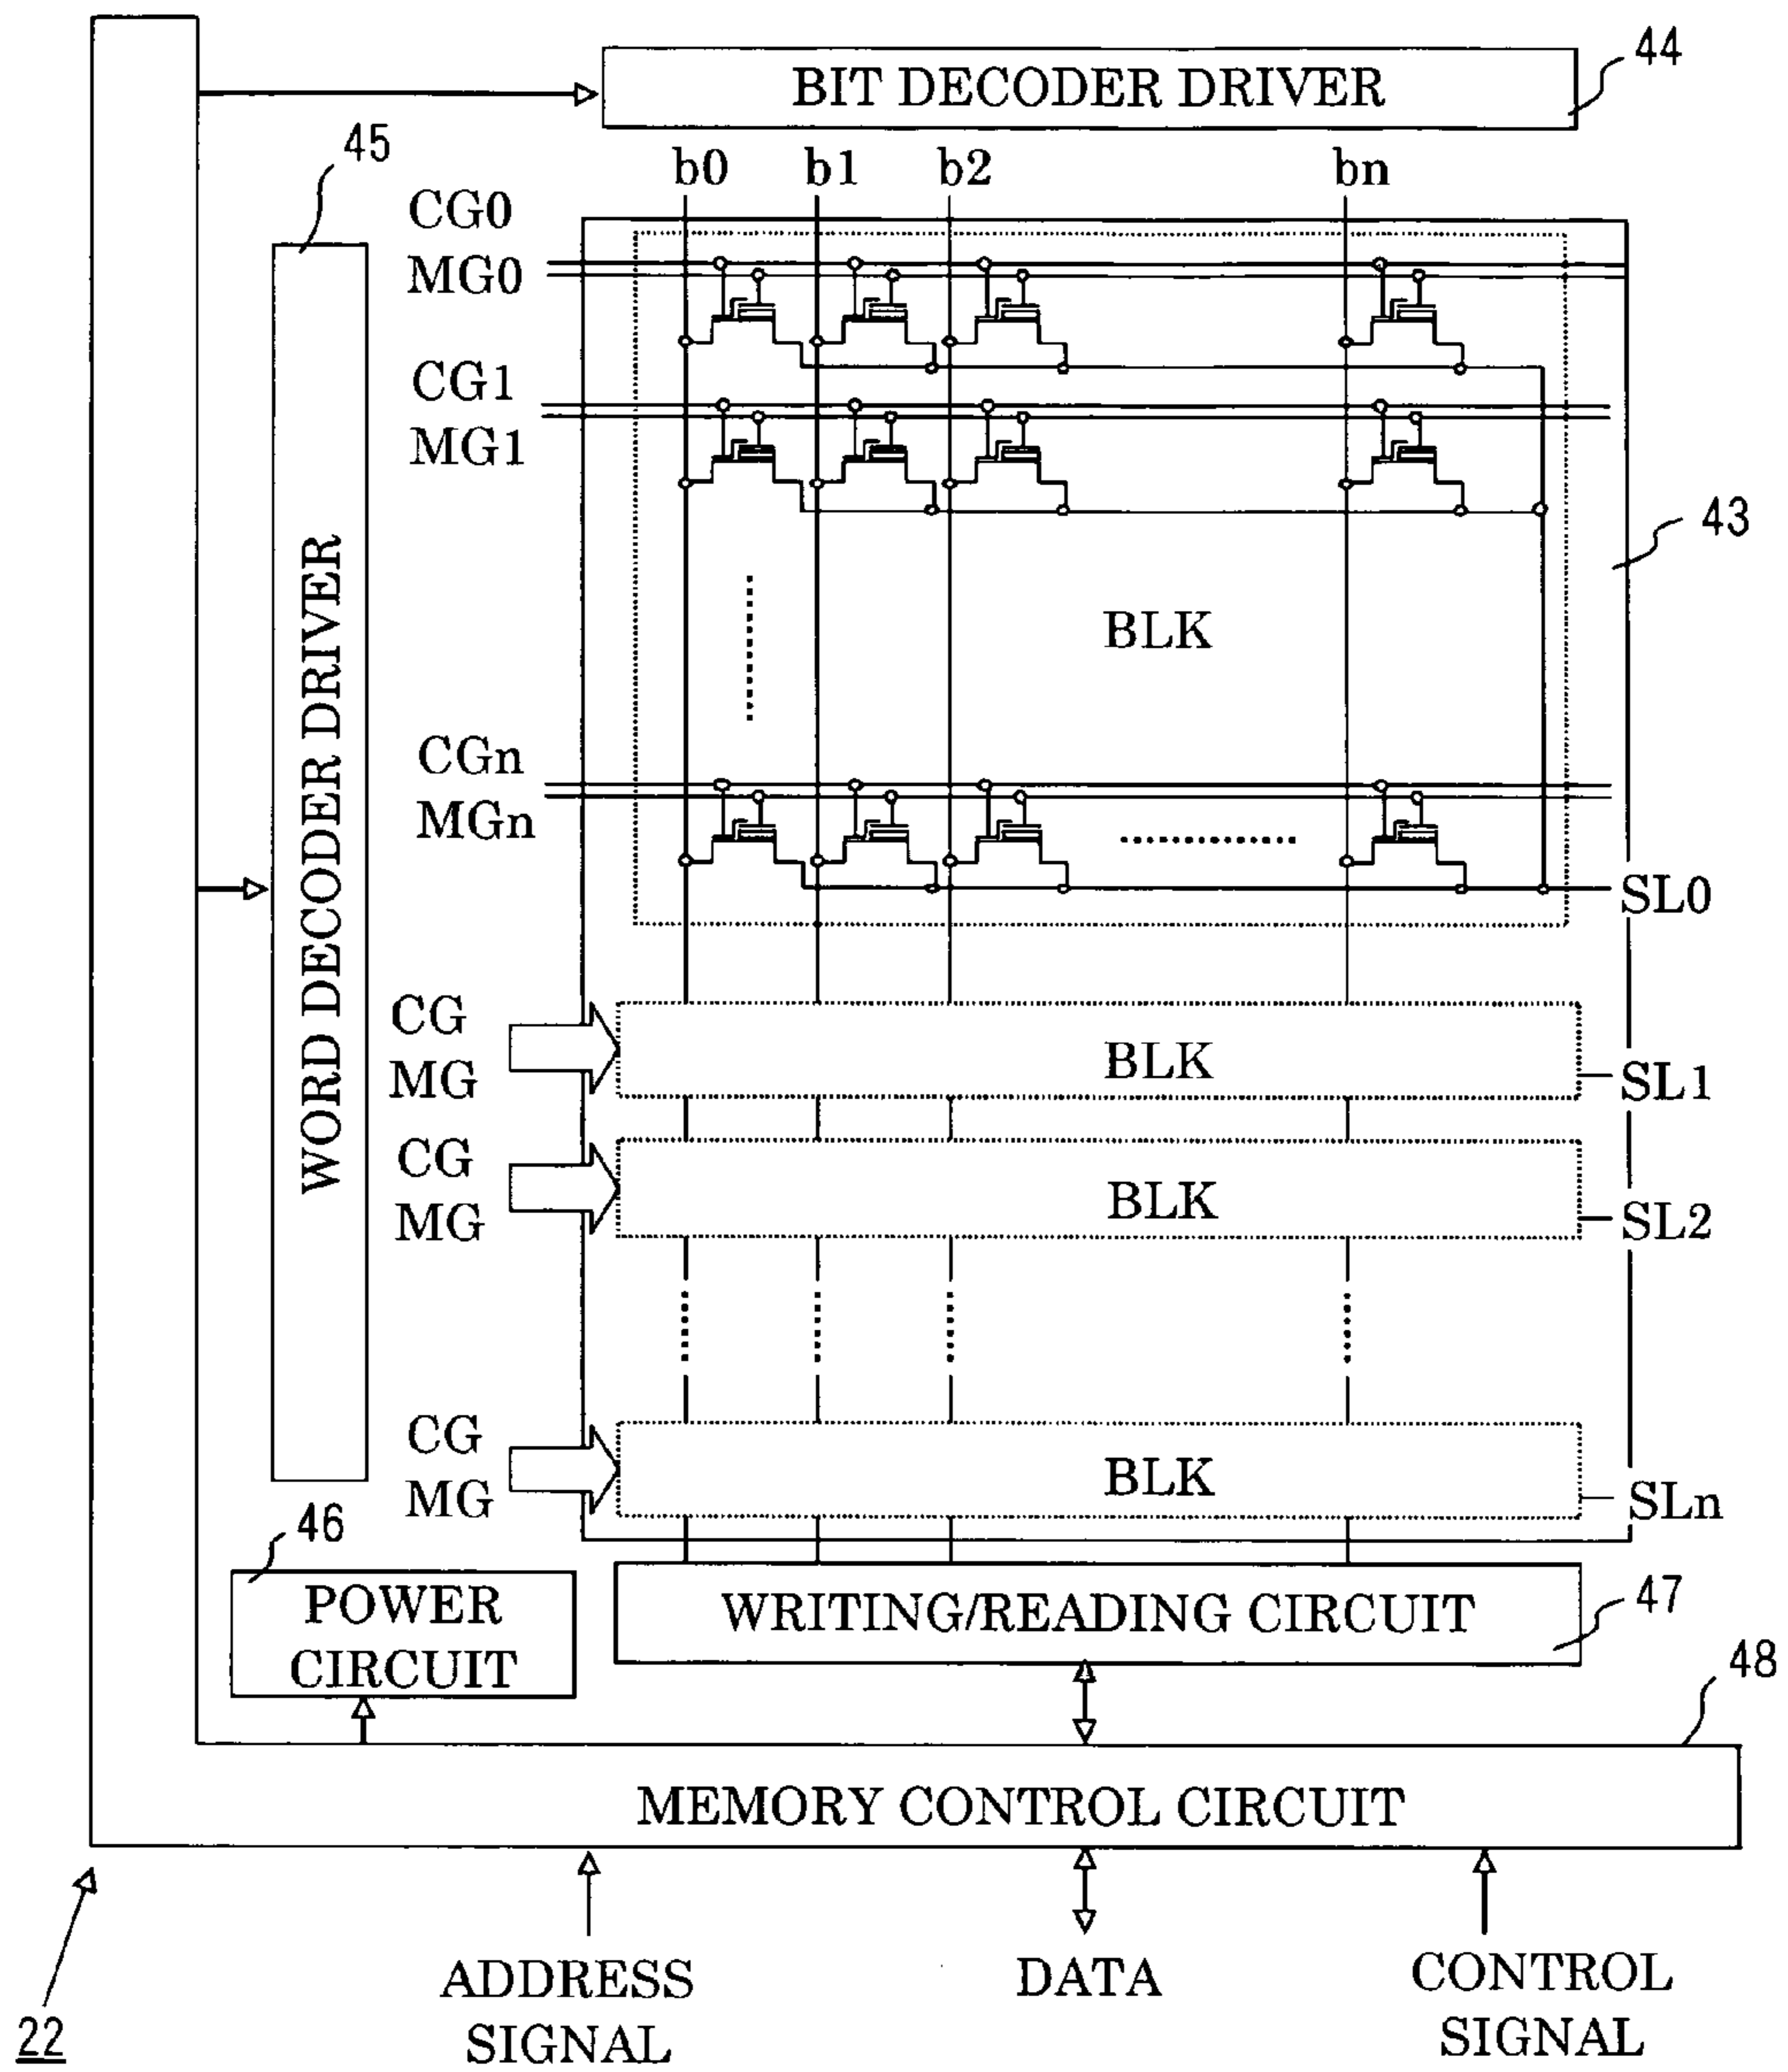 44
BIT DECODER DRIVER
45
b0 b1 b2 bn
CG0
MG0
CG1
MG1
43
WORD DECODER DRIVER
BLK
CGn
MGn
SL0
CG
MG
BLK
SL1
CG
MG
BLK
SL2
CG
MG
BLK
SLn
46
POWER
CIRCUIT
WRITING/READING CIRCUIT
47
48
MEMORY CONTROL CIRCUIT
22
ADDRESS
SIGNAL
DATA
CONTROL
SIGNAL